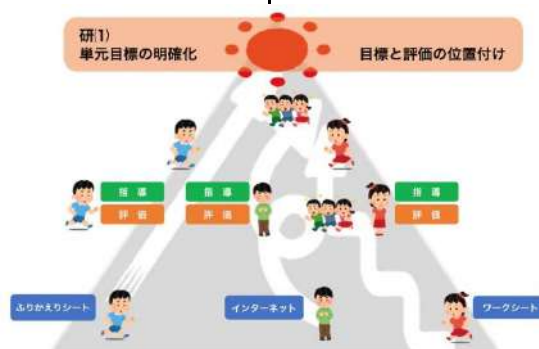 研(1)
単元目標の明確化
目標と評価の位置付け
指 導
評 価
指 導
評 価
指 導
評 価
ふりかえりシート
インターネット
ワークシート